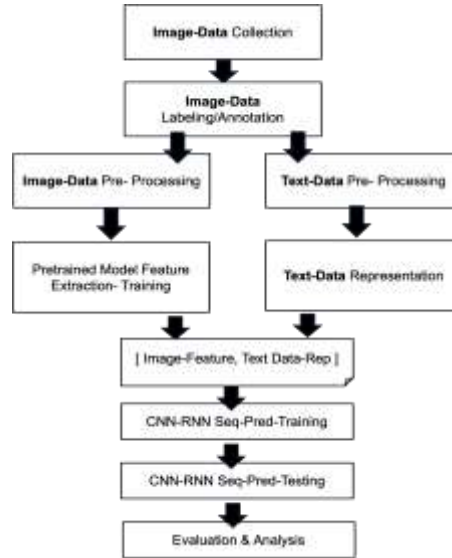 Image-Data Collection
Image-Data
Labeling/Annotation
Image-Data Pre- Processing
Text-Data Pre- Processing
Pretrained Model Feature
Extraction- Training
Text-Data Representation
[ Image-Feature, Text Data-Rep ]
CNN-RNN Seq-Pred-Training
CNN-RNN Seq-Pred-Testing
Evaluation & Analysis